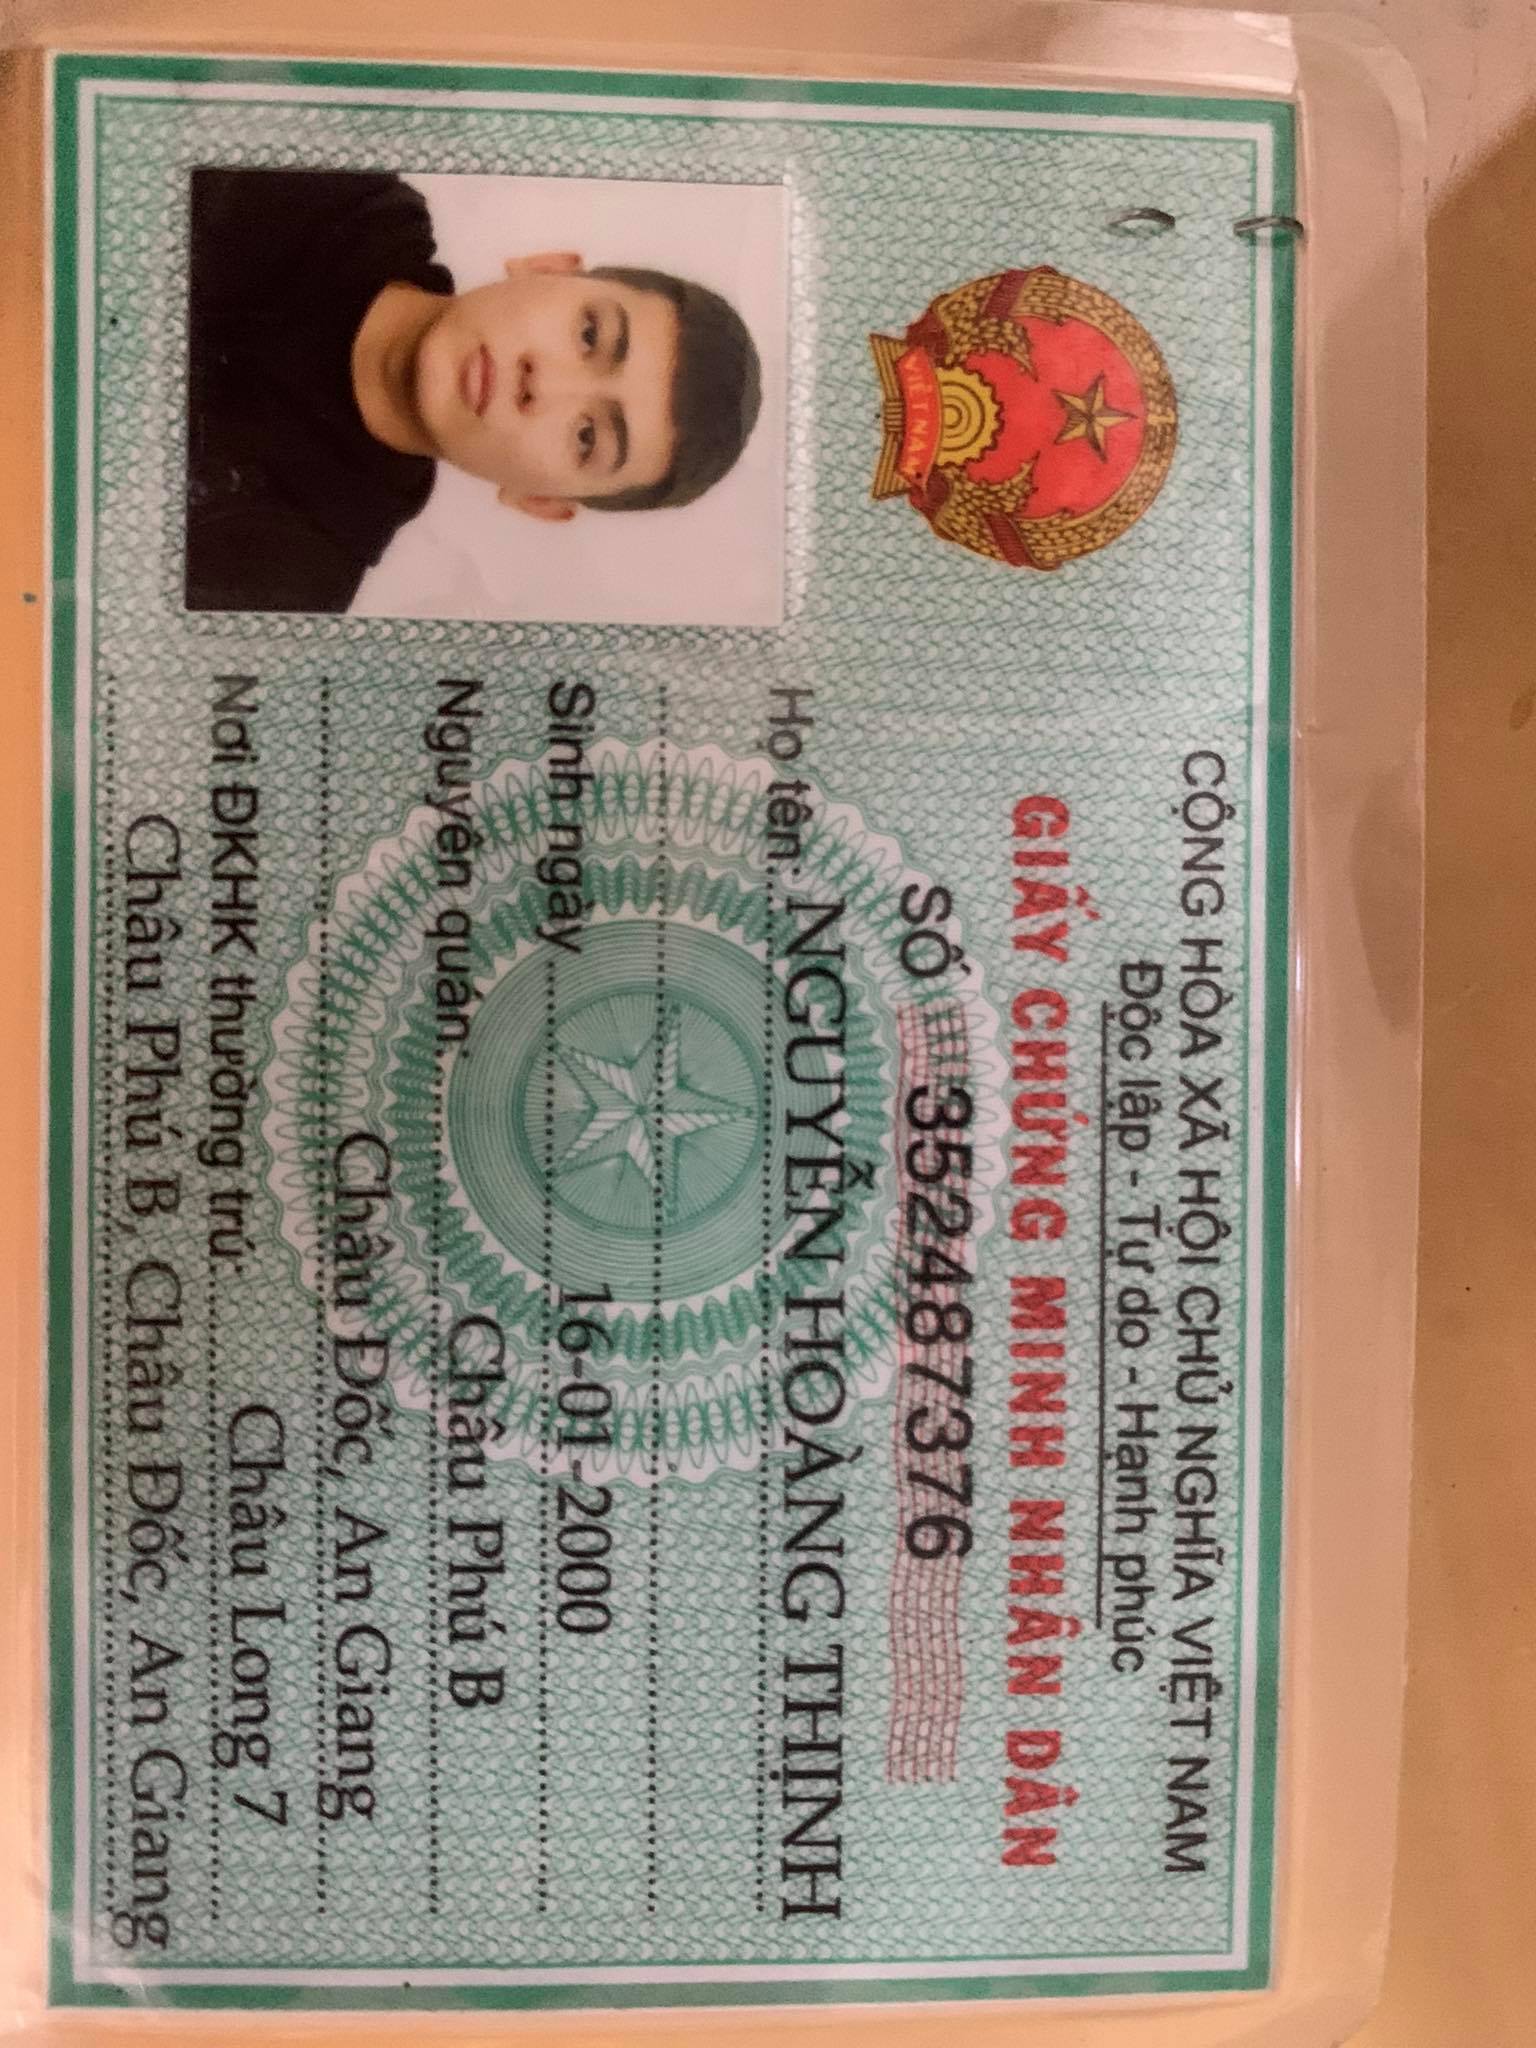 CỘNG HÒA XÃ HỘI CHỦ NGHĨA VIỆT NAM
Độc lập - Tự do - Hạnh phúc
GIẤY CHỨNG MINH NHÂN DÂN
SỐ 352487376
VIỆT NAM
Họ tên: NGUYỄN HOÀNG THỊNH
Sinh ngày 16-01-2000
Nguyên quán: Châu Phú B
Châu Đốc, An Giang
Nơi ĐKHK thường trú: Châu Long 7
Châu Phú B, Châu Đốc, An Giang